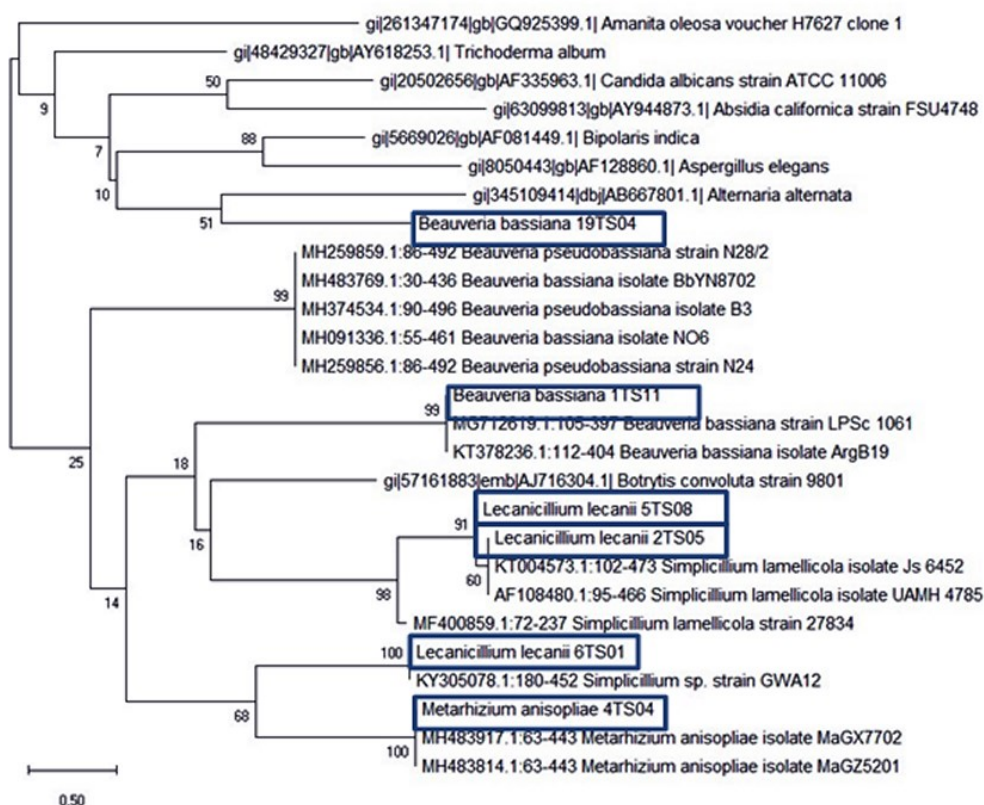 gi|261347174|gb|GQ925399.1| Amanita oleosa voucher H7627 clone 1
gi|48429327|gb|AY618253.1| Trichoderma album
50
gi|20502656|gb|AF335963.1| Candida albicans strain ATCC 11006
9
gi|63099813|gb|AY944873.1| Absidia californica strain FSU4748
88
gi|5669026|gb|AF081449.1| Bipolaris indica
7
gi|8050443|gb|AF128860.1| Aspergillus elegans
10
gi|345109414|dbj|AB667801.1| Alternaria alternata
51
Beauveria bassiana 19TS04
MH259859.1:86-492 Beauveria pseudobassiana strain N28/2
MH483769.1:30-436 Beauveria bassiana isolate BbYN8702
99
MH374534.1:90-496 Beauveria pseudobassiana isolate B3
MH091336.1:55-461 Beauveria bassiana isolate NO6
MH259856.1:86-492 Beauveria pseudobassiana strain N24
Beauveria bassiana 1TS11
99
MG712619.1:105-397 Beauveria bassiana strain LPSc 1061
KT378236.1:112-404 Beauveria bassiana isolate ArgB19
25
18
gi|57161883|emb|AJ716304.1| Botrytis convoluta strain 9801
Lecanicillium lecanii 5TS08
91
Lecanicillium lecanii 2TS05
16
KT004573.1:102-473 Simplicillium lamellicola isolate Js 6452
60
AF108480.1:95-466 Simplicillium lamellicola isolate UAMH 4785
98
14
MF400859.1:72-237 Simplicillium lamellicola strain 27834
100
Lecanicillium lecanii 6TS01
KY305078.1:180-452 Simplicillium sp. strain GWA12
68
Metarhizium anisopliae 4TS04
MH483917.1:63-443 Metarhizium anisopliae isolate MaGX7702
100
MH483814.1:63-443 Metarhizium anisopliae isolate MaGZ5201
0.50